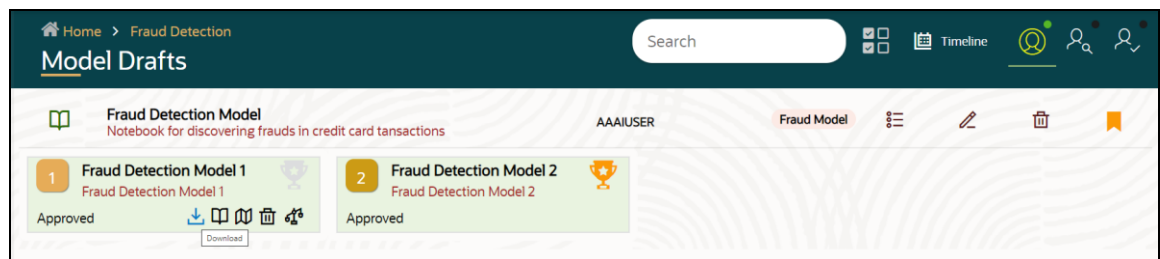 Home > Fraud Detection
Model Drafts
Search
Timeline
Fraud Detection Model
Notebook for discovering frauds in credit card tansactions
AAAIUSER
Fraud Model
1
Fraud Detection Model 1
Fraud Detection Model 1
Approved
Download
2
Fraud Detection Model 2
Fraud Detection Model 2
Approved